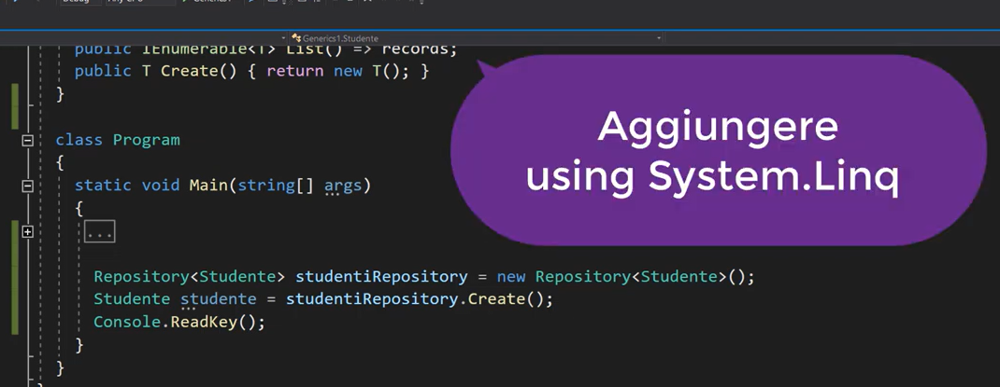 Generics1.Studente
public IEnumerable<T> List() => records;
public T Create() { return new T(); }
}
class Program
{
static void Main(string[] args)
{
...
Repository<Studente> studentiRepository = new Repository<Studente>();
Studente studente = studentiRepository.Create();
Console.ReadKey();
}
}
Aggiungere
using System.Linq